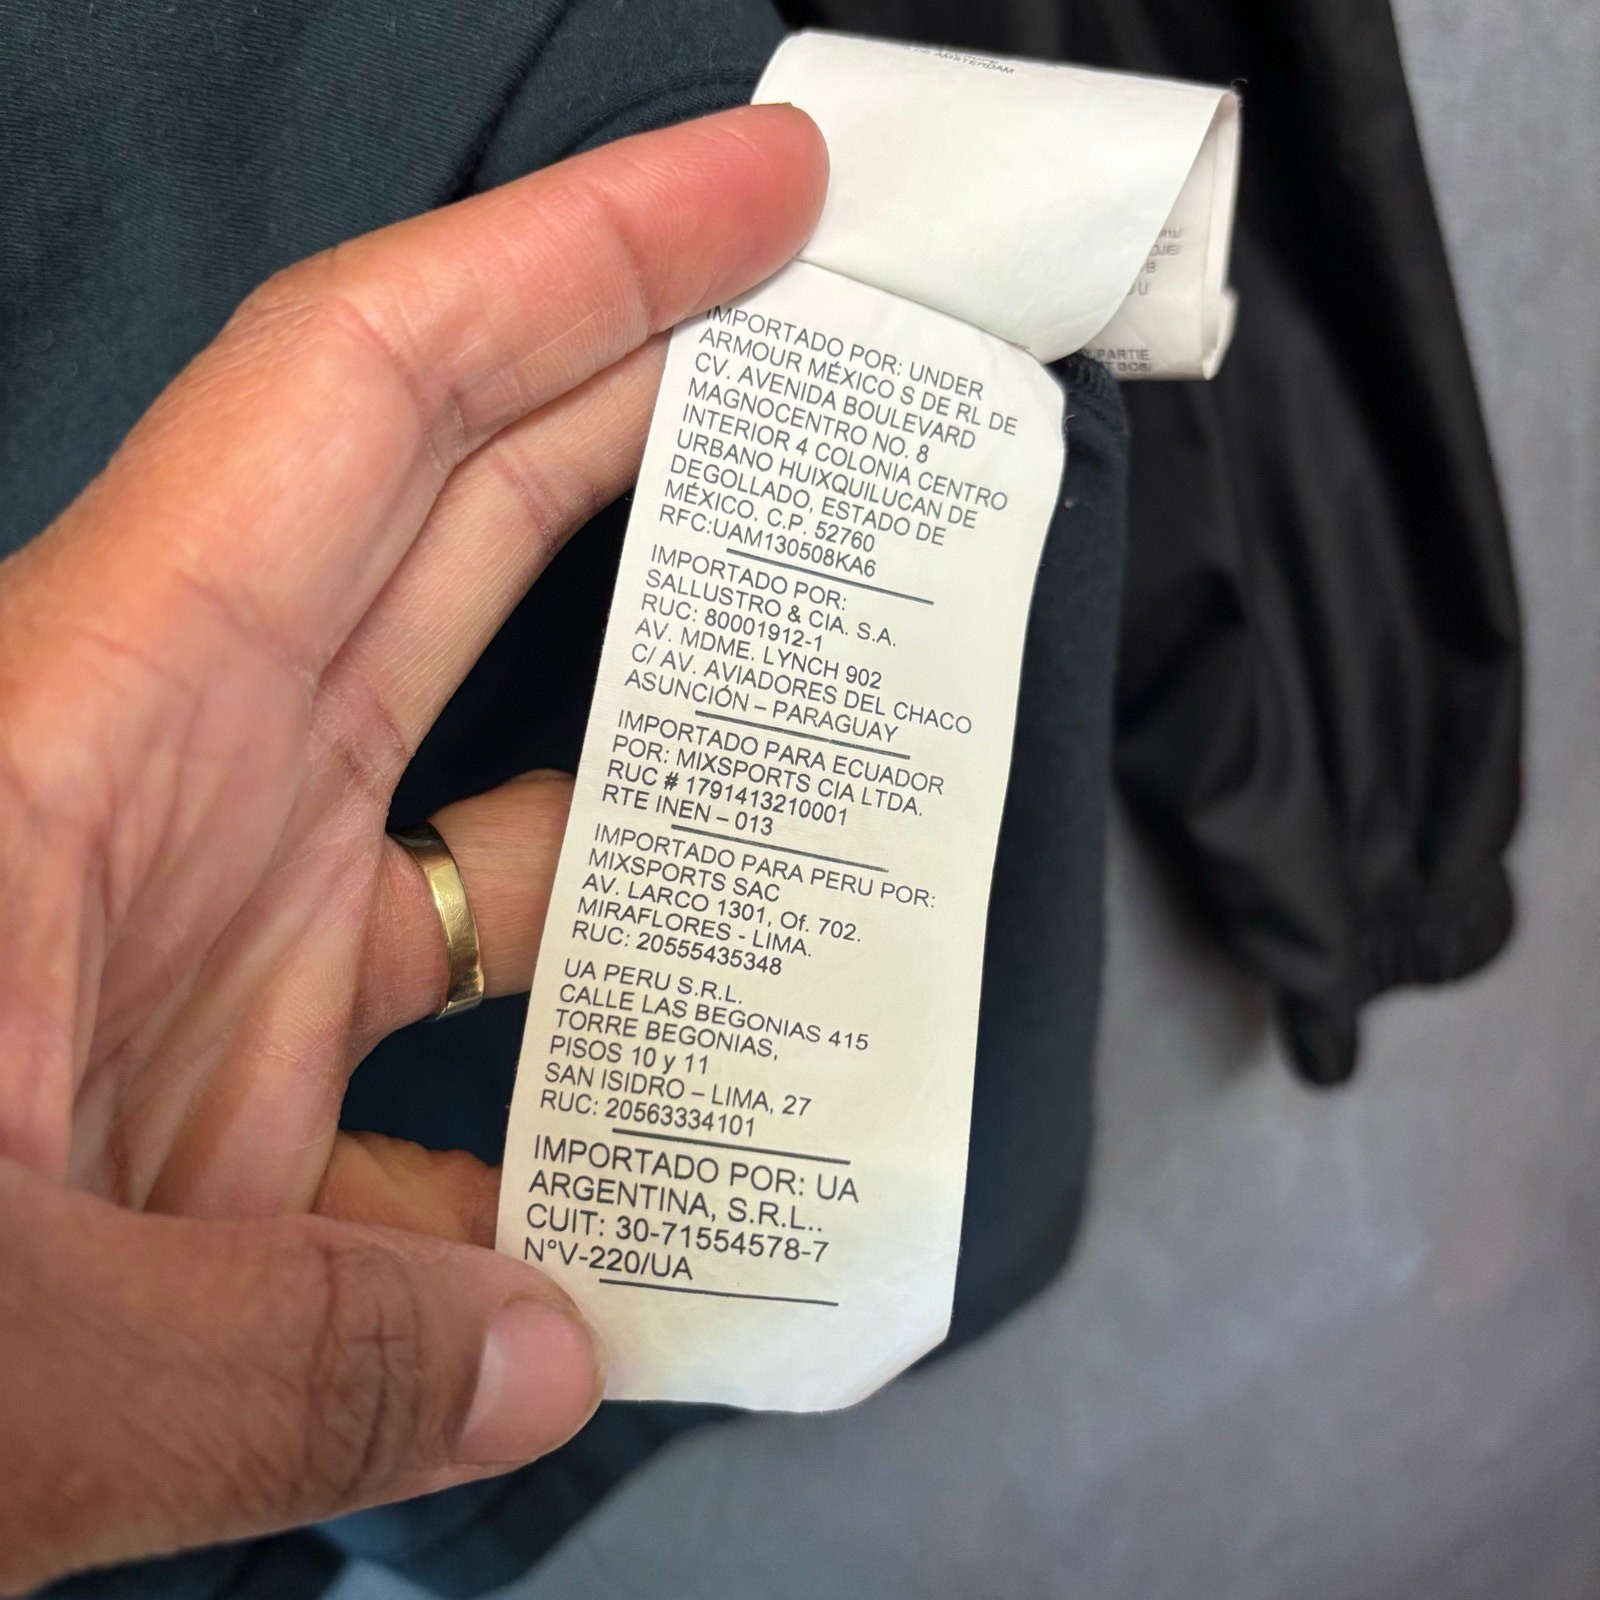 DE AMSTERDAM
PARTIE
IMPORTADO POR: UNDER
ARMOUR MÉXICO S DE RL DE
CV. AVENIDA BOULEVARD
MAGNOCENTRO NO. 8
INTERIOR 4 COLONIA CENTRO
URBANO HUIXQUILUCAN DE
DEGOLLADO, ESTADO DE
MÉXICO, C.P. 52760
RFC:UAM130508KA6
IMPORTADO POR:
SALLUSTRO & CIA. S.A.
RUC: 80001912-1
AV. MDME. LYNCH 902
C/ AV. AVIADORES DEL CHACO
ASUNCIÓN – PARAGUAY
IMPORTADO PARA ECUADOR
POR: MIXSPORTS CIA LTDA.
RUC # 1791413210001
RTE INEN – 013
IMPORTADO PARA PERU POR:
MIXSPORTS SAC
AV. LARCO 1301, Of. 702.
MIRAFLORES - LIMA.
RUC: 20555435348
UA PERU S.R.L.
CALLE LAS BEGONIAS 415
TORRE BEGONIAS,
PISOS 10 y 11
SAN ISIDRO – LIMA, 27
RUC: 20563334101
IMPORTADO POR: UA
ARGENTINA, S.R.L..
CUIT: 30-71554578-7
N°V-220/UA